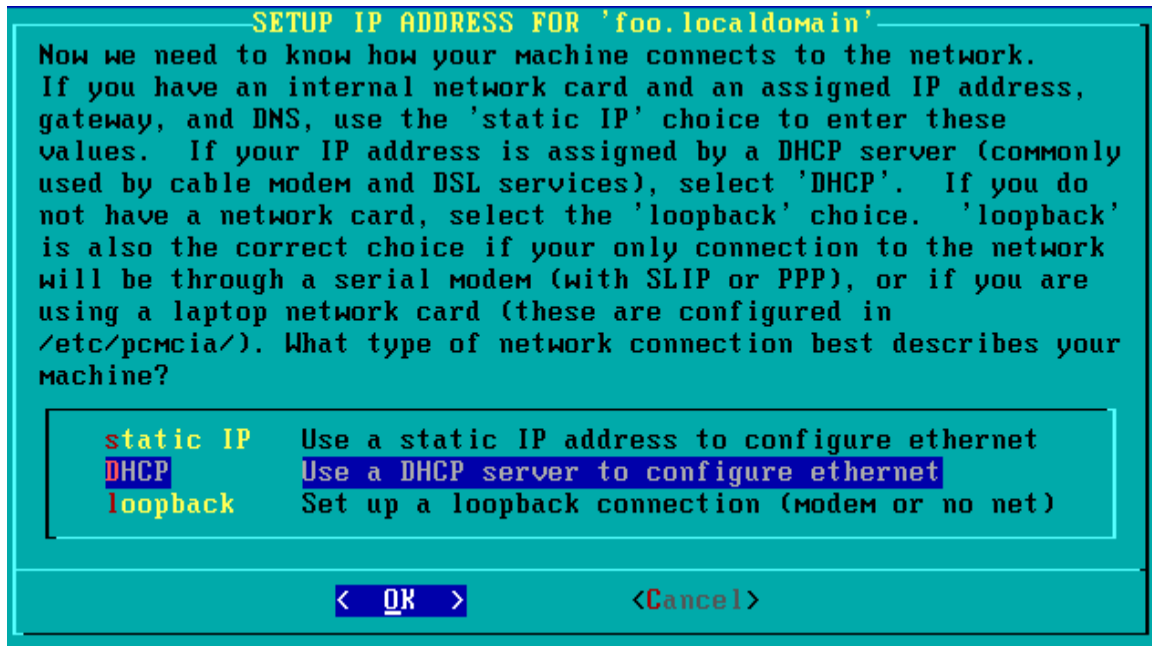 SETUP IP ADDRESS FOR 'foo.localdomain'
Now we need to know how your machine connects to the network.
If you have an internal network card and an assigned IP address,
gateway, and DNS, use the 'static IP' choice to enter these
values.  If your IP address is assigned by a DHCP server (commonly
used by cable modem and DSL services), select 'DHCP'.  If you do
not have a network card, select the 'loopback' choice.  'loopback'
is also the correct choice if your only connection to the network
will be through a serial modem (with SLIP or PPP), or if you are
using a laptop network card (these are configured in
/etc/pcmcia/). What type of network connection best describes your
machine?
static IP   Use a static IP address to configure ethernet
DHCP        Use a DHCP server to configure ethernet
loopback    Set up a loopback connection (modem or no net)
<  OK  >          <Cancel>